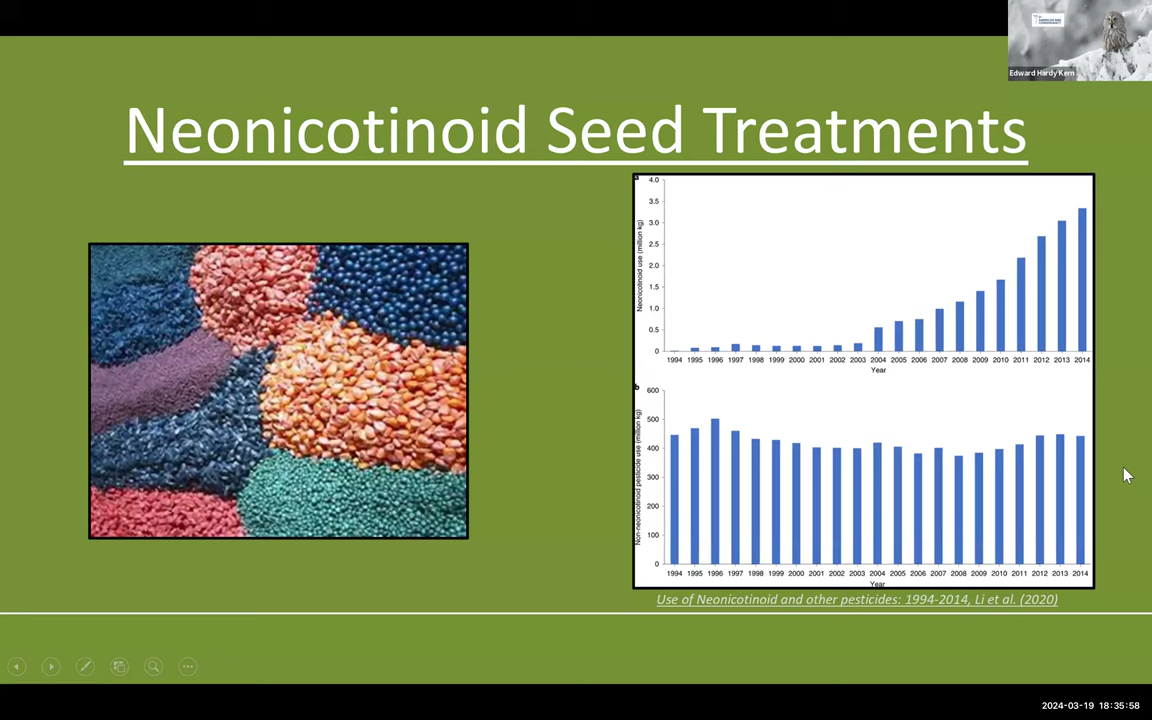 AMERICAN BIRD
CONSERVANCY
Edward Hardy Kern
Neonicotinoid Seed Treatments
a
4.0
3.5
3.0
2.5
2.0
1.5
1.0
0.5
0
Neonicotinoid use (million kg)
1994 1995 1996 1997 1998 1999 2000 2001 2002 2003 2004 2005 2006 2007 2008 2009 2010 2011 2012 2013 2014
Year
b
600
500
400
300
200
100
0
Non-neonicotinoid pesticide use (million kg)
1994 1995 1996 1997 1998 1999 2000 2001 2002 2003 2004 2005 2006 2007 2008 2009 2010 2011 2012 2013 2014
Year
Use of Neonicotinoid and other pesticides: 1994-2014, Li et al. (2020)
2024-03-19 18:35:58